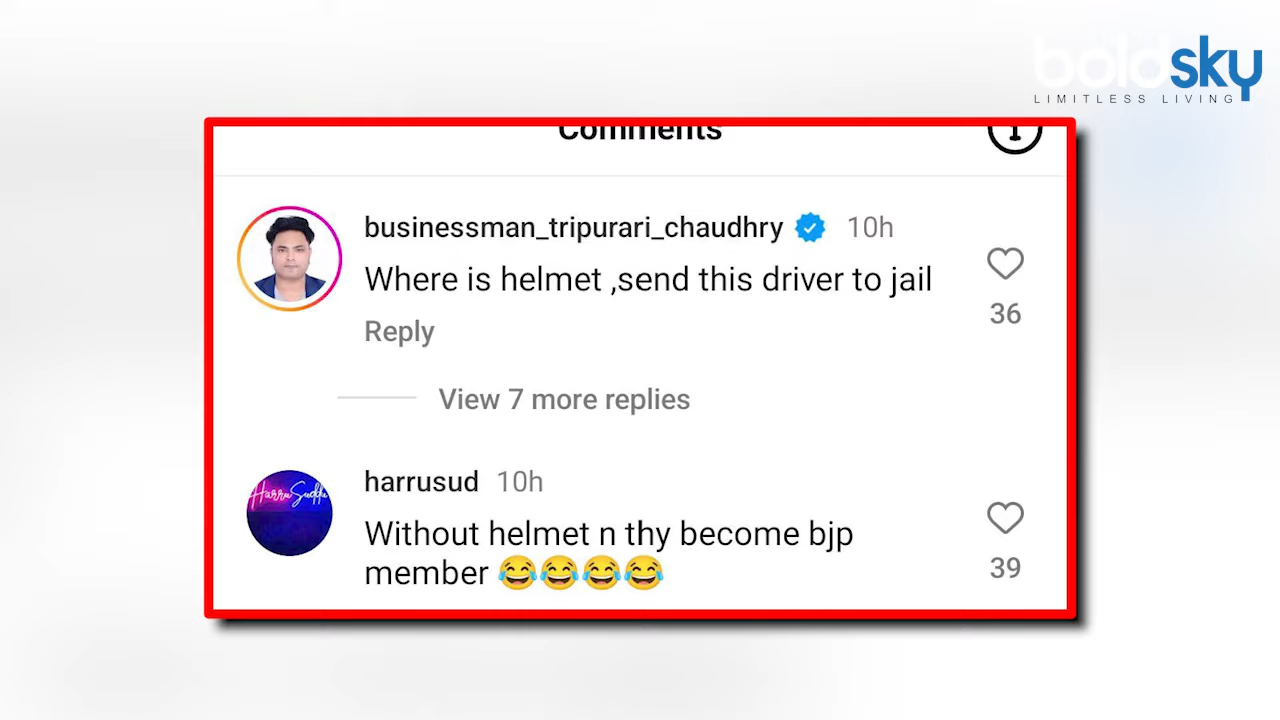 boldsky
LIMITLESS LIVING
Comments
businessman_tripurari_chaudhry 10h
Where is helmet ,send this driver to jail
36
Reply
View 7 more replies
HarruSuddu
harrusud 10h
Without helmet n thy become bjp
member 😂😂😂😂
39